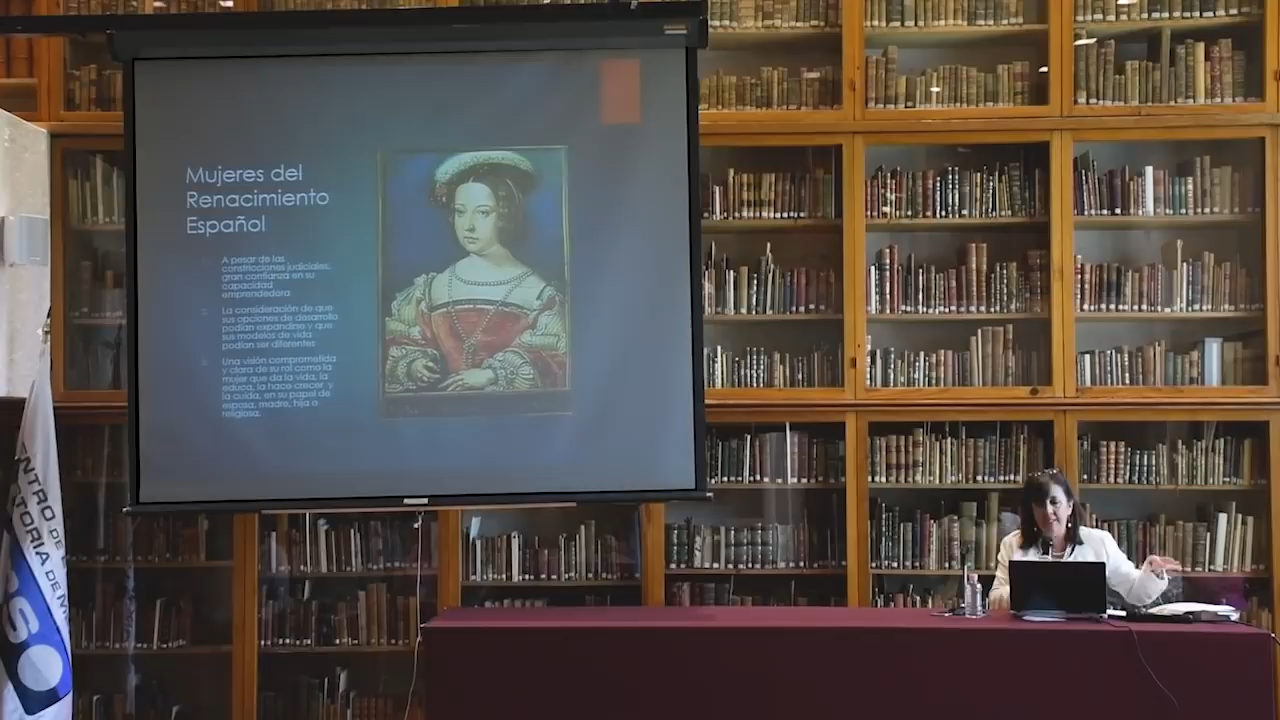 Mujeres del
Renacimiento
Español
A pesar de las
constricciones judiciales,
gran confianza en su
capacidad
emprendedora
La consideración de que
sus opciones de desarrollo
podían expandirse y que
sus modelos de vida
podían ser diferentes
Una visión comprometida
y clara de su rol como la
mujer que da la vida, la
educa, la hace crecer y
la cuida, en su papel de
esposa, madre, hija o
religiosa.